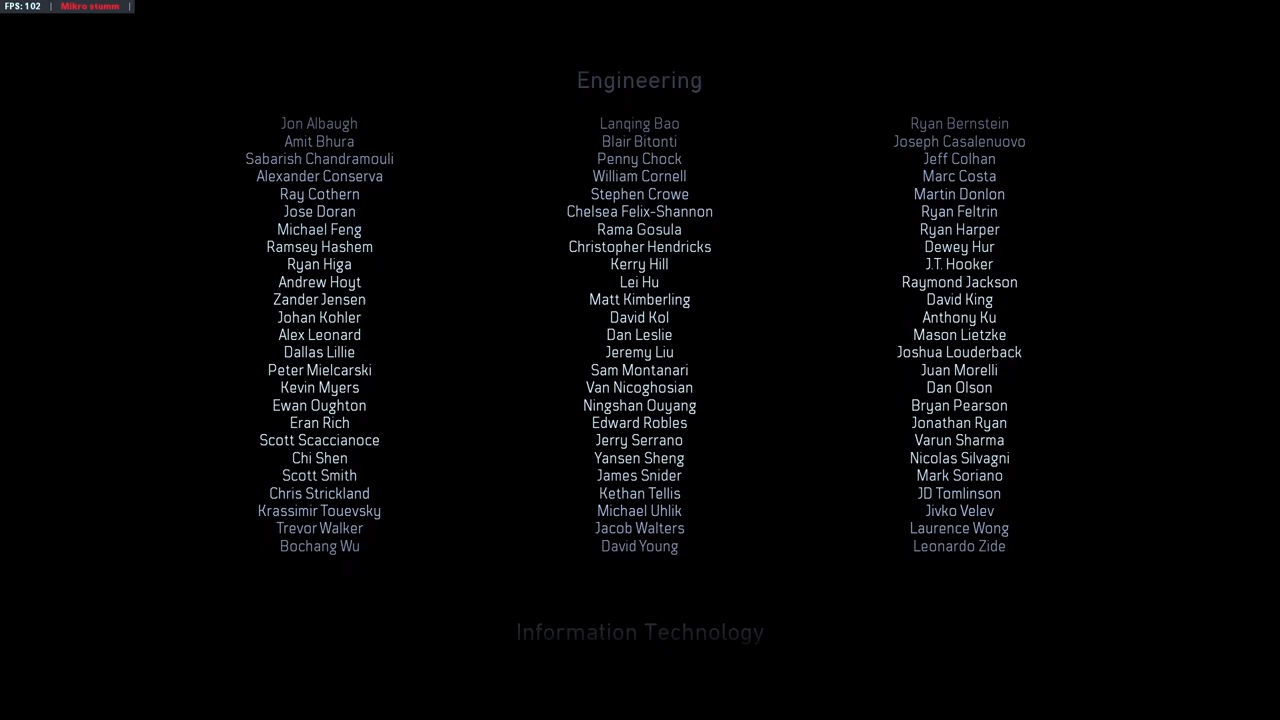 FPS: 102 | Mikro stumm |
Engineering
Jon Albaugh Lanqing Bao Ryan Bernstein
Amit Bhura Blair Bitonti Joseph Casalenuovo
Sabarish Chandramouli Penny Chock Jeff Colhan
Alexander Conserva William Cornell Marc Costa
Ray Cothern Stephen Crowe Martin Donlon
Jose Doran Chelsea Felix-Shannon Ryan Feltrin
Michael Feng Rama Gosula Ryan Harper
Ramsey Hashem Christopher Hendricks Dewey Hur
Ryan Higa Kerry Hill J.T. Hooker
Andrew Hoyt Lei Hu Raymond Jackson
Zander Jensen Matt Kimberling David King
Johan Kohler David Kol Anthony Ku
Alex Leonard Dan Leslie Mason Lietzke
Dallas Lillie Jeremy Liu Joshua Louderback
Peter Mielcarski Sam Montanari Juan Morelli
Kevin Myers Van Nicoghosian Dan Olson
Ewan Oughton Ningshan Ouyang Bryan Pearson
Eran Rich Edward Robles Jonathan Ryan
Scott Scaccianoce Jerry Serrano Varun Sharma
Chi Shen Yansen Sheng Nicolas Silvagni
Scott Smith James Snider Mark Soriano
Chris Strickland Kethan Tellis JD Tomlinson
Krassimir Touevsky Michael Uhlik Jivko Velev
Trevor Walker Jacob Walters Laurence Wong
Bochang Wu David Young Leonardo Zide
Information Technology